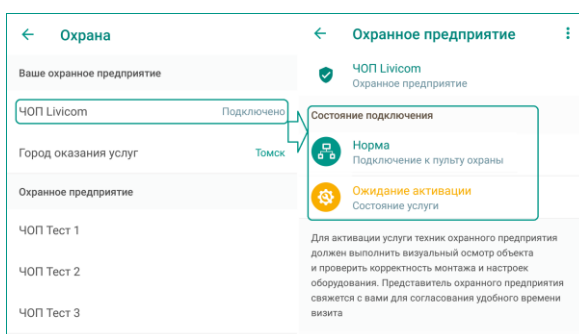 Охрана
Ваше охранное предприятие
ЧОП Livicom Подключено
Город оказания услуг Томск
Охранное предприятие
ЧОП Тест 1
ЧОП Тест 2
ЧОП Тест 3
Охранное предприятие
ЧОП Livicom
Охранное предприятие
Состояние подключения
Норма
Подключение к пульту охраны
Ожидание активации
Состояние услуги
Для активации услуги техник охранного предприятия
должен выполнить визуальный осмотр объекта
и проверить корректность монтажа и настроек
оборудования. Представитель охранного предприятия
свяжется с вами для согласования удобного времени
визита